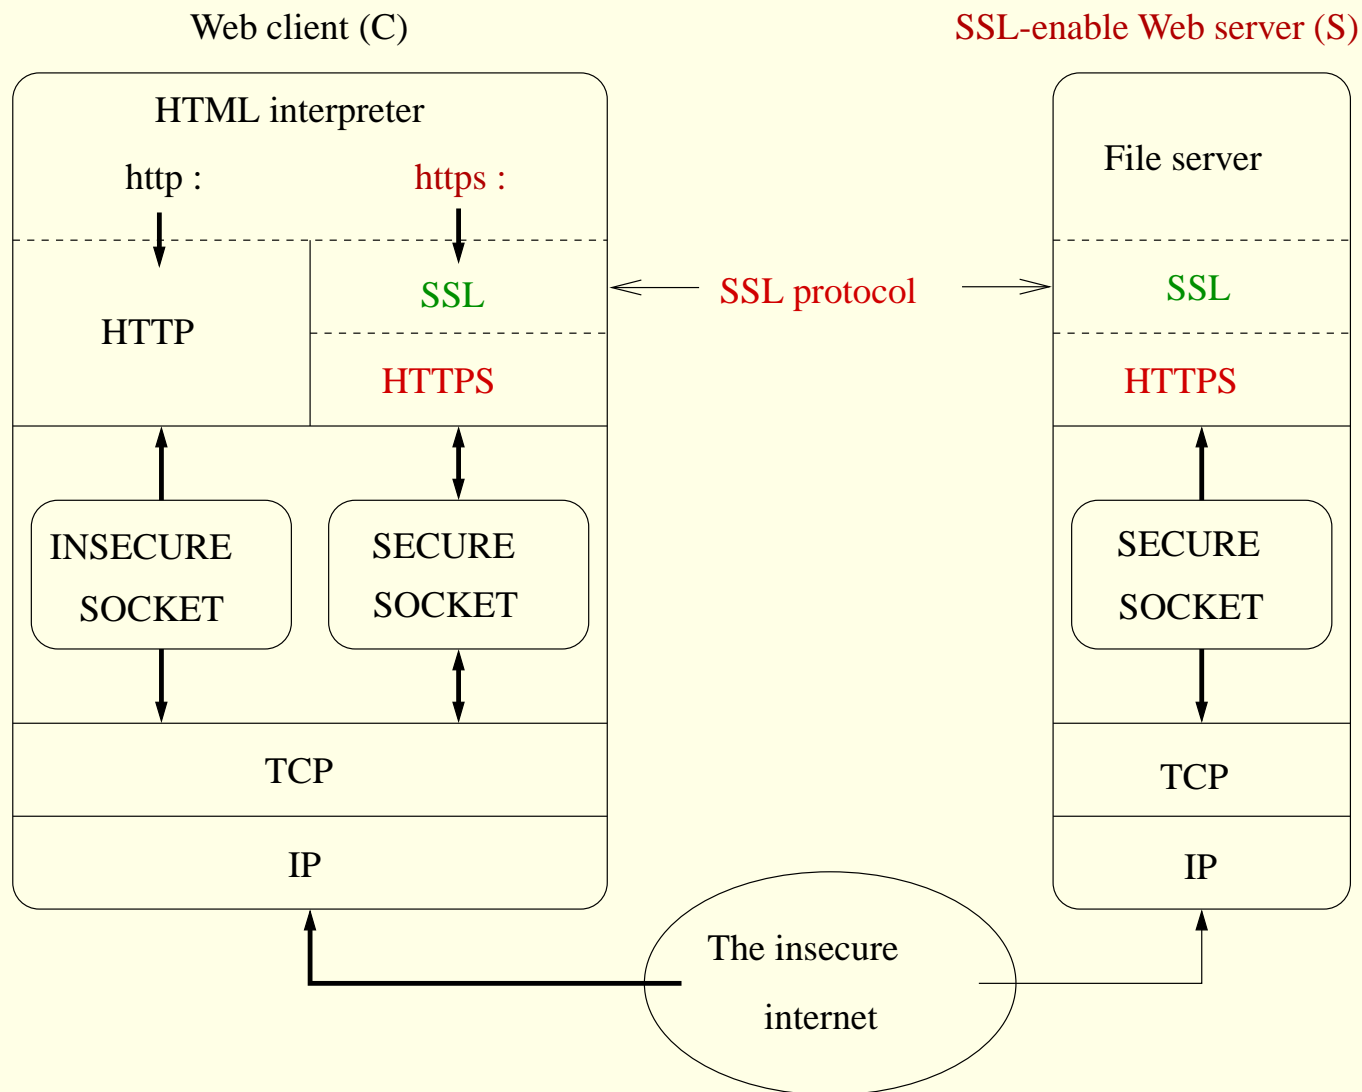 Web client (C)
SSL-enable Web server (S)
HTML interpreter
http :
https :
HTTP
SSL
HTTPS
INSECURE
SOCKET
SECURE
SOCKET
TCP
IP
SSL protocol
File server
SSL
HTTPS
SECURE
SOCKET
TCP
IP
The insecure
internet